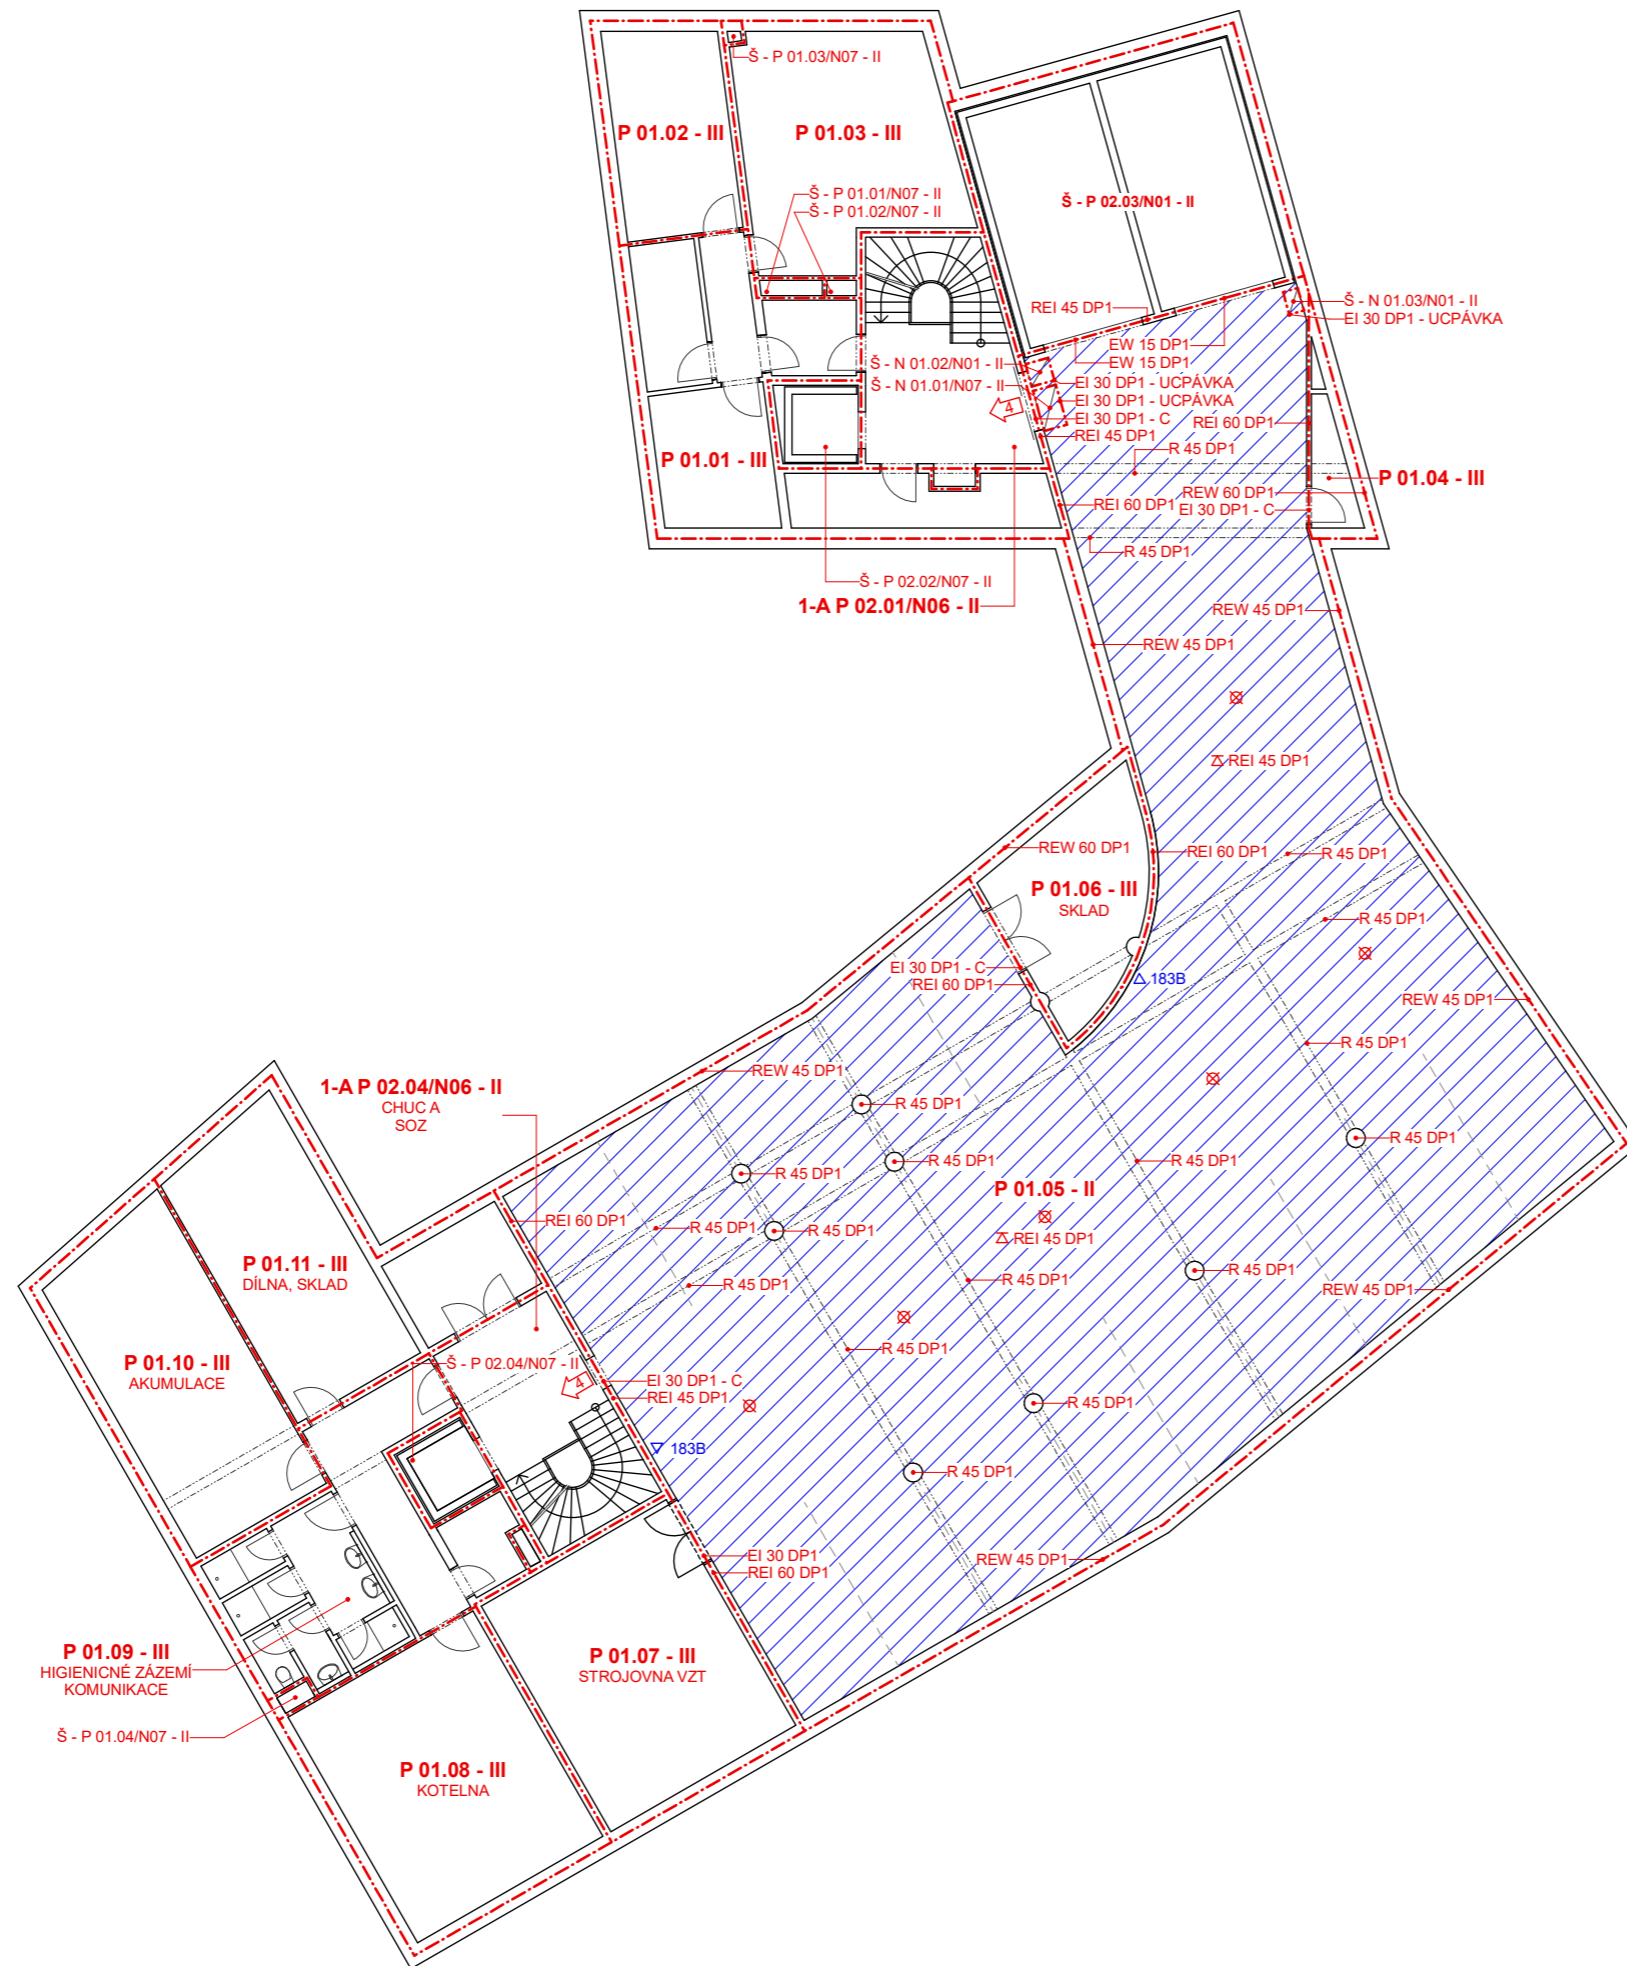 Š - P 01.03/N07 - II
P 01.02 - III
P 01.03 - III
Š - P 01.01/N07 - II
Š - P 01.02/N07 - II
Š - P 02.03/N01 - II
Š - N 01.03/N01 - II
REI 45 DP1
EI 30 DP1 - UCPÁVKA
EW 15 DP1
EW 15 DP1
Š - N 01.02/N01 - II
Š - N 01.01/N07 - II
EI 30 DP1 - UCPÁVKA
EI 30 DP1 - UCPÁVKA
4
EI 30 DP1 - C
REI 60 DP1
REI 45 DP1
R 45 DP1
P 01.01 - III
P 01.04 - III
REW 60 DP1
REI 60 DP1
EI 30 DP1 - C
R 45 DP1
Š - P 02.02/N07 - II
1-A P 02.01/N06 - II
REW 45 DP1
REW 45 DP1
REI 45 DP1
REW 60 DP1
REI 60 DP1
R 45 DP1
P 01.06 - III
SKLAD
R 45 DP1
EI 30 DP1 - C
REI 60 DP1
183B
REW 45 DP1
R 45 DP1
REW 45 DP1
1-A P 02.04/N06 - II
CHUC A
SOZ
R 45 DP1
R 45 DP1
R 45 DP1
R 45 DP1
R 45 DP1
P 01.05 - II
REI 60 DP1
R 45 DP1
R 45 DP1
REI 45 DP1
P 01.11 - III
DÍLNA, SKLAD
R 45 DP1
R 45 DP1
R 45 DP1
REW 45 DP1
R 45 DP1
P 01.10 - III
AKUMULACE
Š - P 02.04/N07 - II
4
EI 30 DP1 - C
REI 45 DP1
R 45 DP1
183B
R 45 DP1
EI 30 DP1
REI 60 DP1
REW 45 DP1
P 01.09 - III
HIGIENICNÉ ZÁZEMÍ
KOMUNIKACE
P 01.07 - III
STROJOVNA VZT
Š - P 01.04/N07 - II
P 01.08 - III
KOTELNA